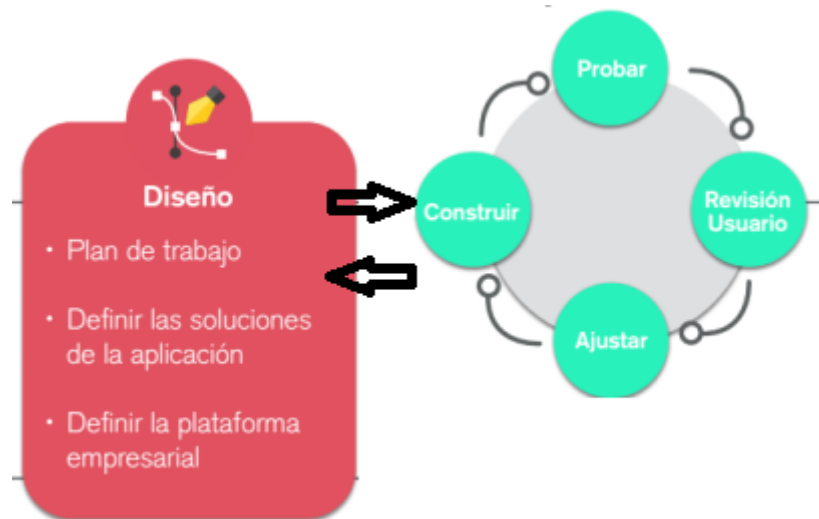 Diseño
• Plan de trabajo
• Definir las soluciones
de la aplicación
• Definir la plataforma
empresarial
Probar
Construir
Revisión
Usuario
Ajustar